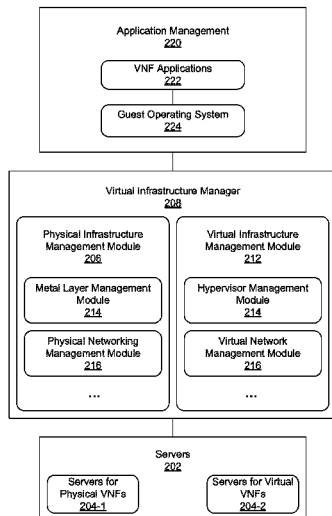 Application Management
220
VNF Applications
222
Guest Operating System
224
Virtual Infrastructure Manager
208
Physical Infrastructure
Management Module
206
Metal Layer Management
Module
214
Physical Networking
Management Module
216
...
Virtual Infrastructure
Management Module
212
Hypervisor Management
Module
214
Virtual Network
Management Module
216
...
Servers
202
Servers for
Physical VNFs
204-1
Servers for Virtual
VNFs
204-2